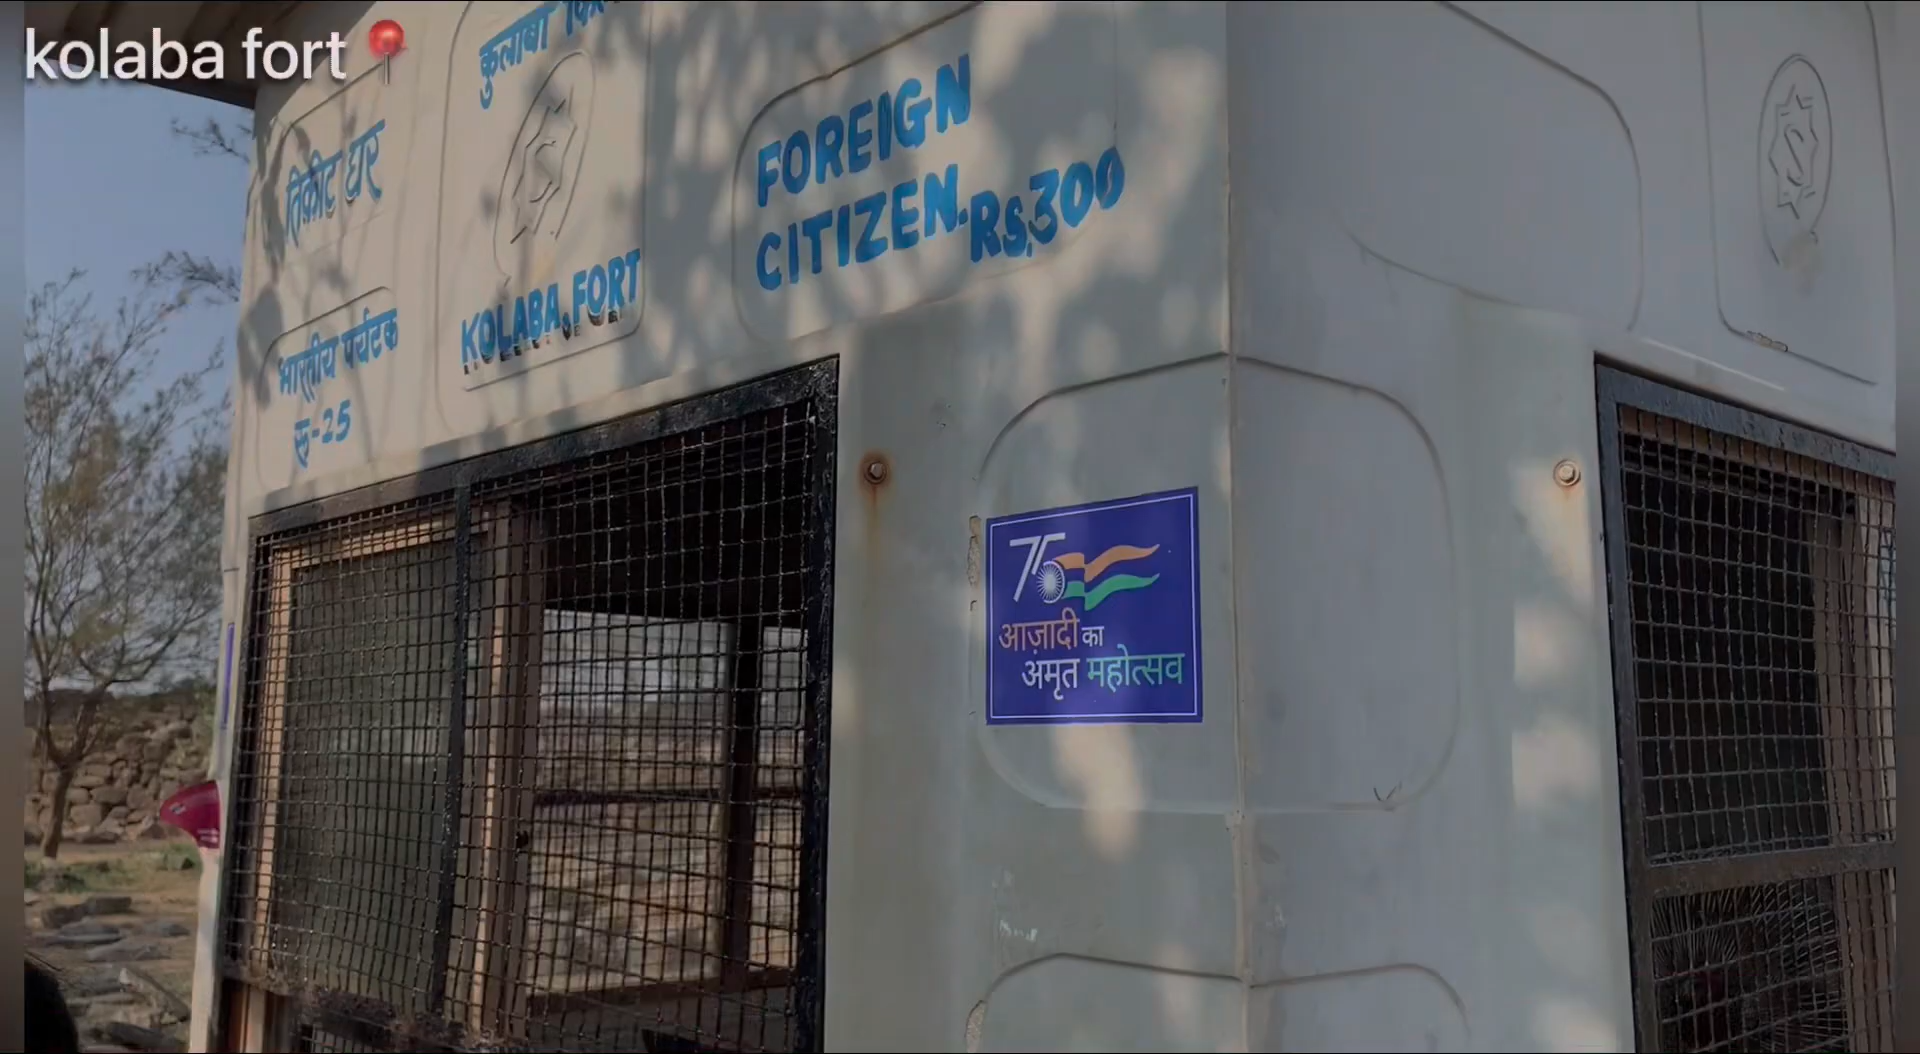 kolaba fort
तिकीट घर
भारतीय पर्यटक
रू-25
कुलाबा
KOLABA,FORT
FOREIGN
CITIZEN.Rs.300
75
आज़ादी का
अमृत महोत्सव